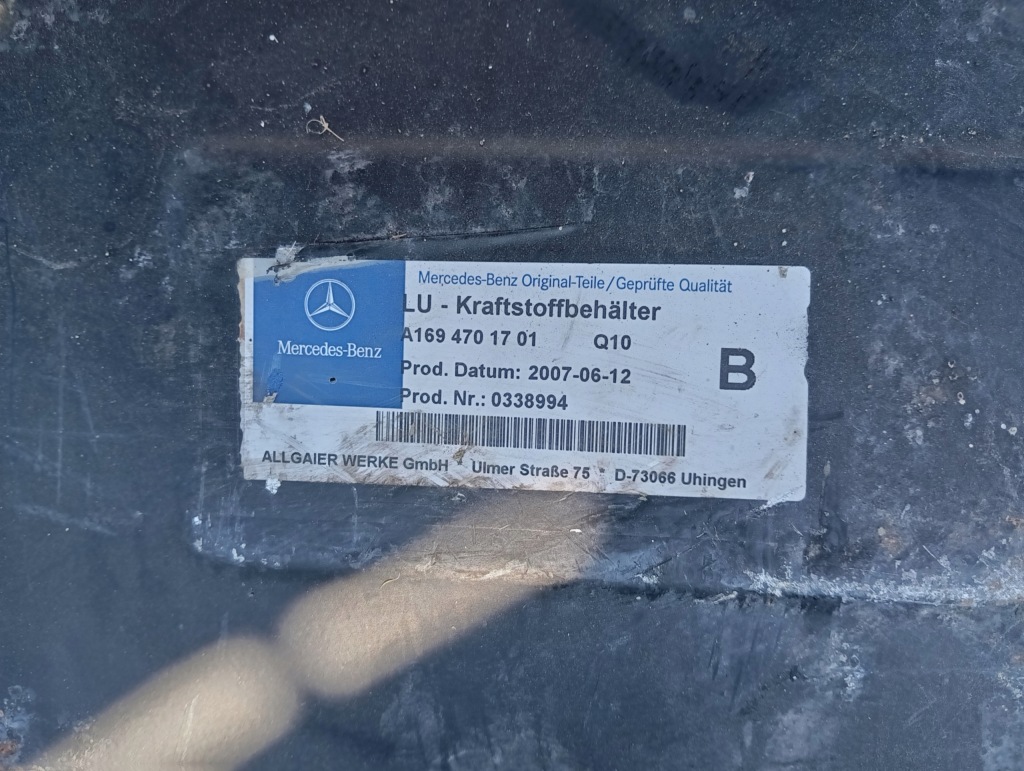 Mercedes-Benz Original-Teile/Geprüfte Qualität
Mercedes-Benz
LU - Kraftstoffbehälter
A169 470 17 01 Q10
Prod. Datum: 2007-06-12
Prod. Nr.: 0338994
B
ALLGAIER WERKE GmbH * Ulmer Straße 75 * D-73066 Uhingen